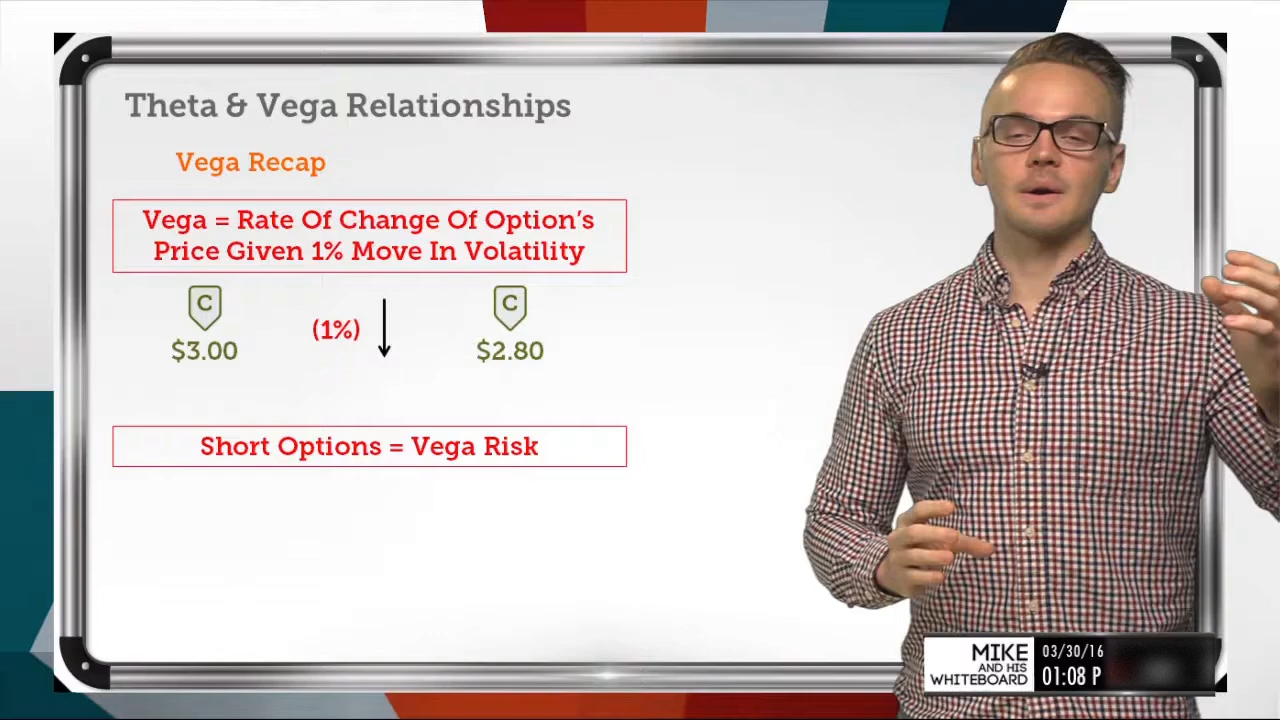 Theta & Vega Relationships
Vega Recap
Vega = Rate Of Change Of Option's
Price Given 1% Move In Volatility
C
C
(1%)
$3.00
$2.80
Short Options = Vega Risk
MIKE
AND HIS
WHITEBOARD
03/30/16
01:08 P